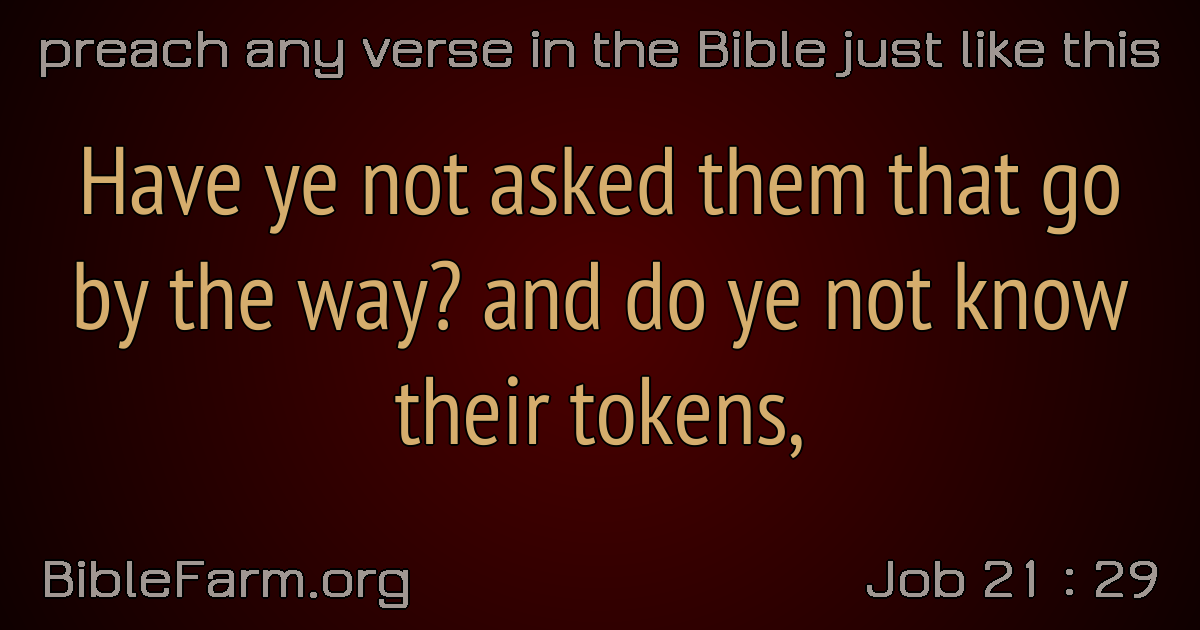 preach any verse in the Bible just like this
Have ye not asked them that go
by the way? and do ye not know
their tokens,
BibleFarm.org
Job 21 : 29